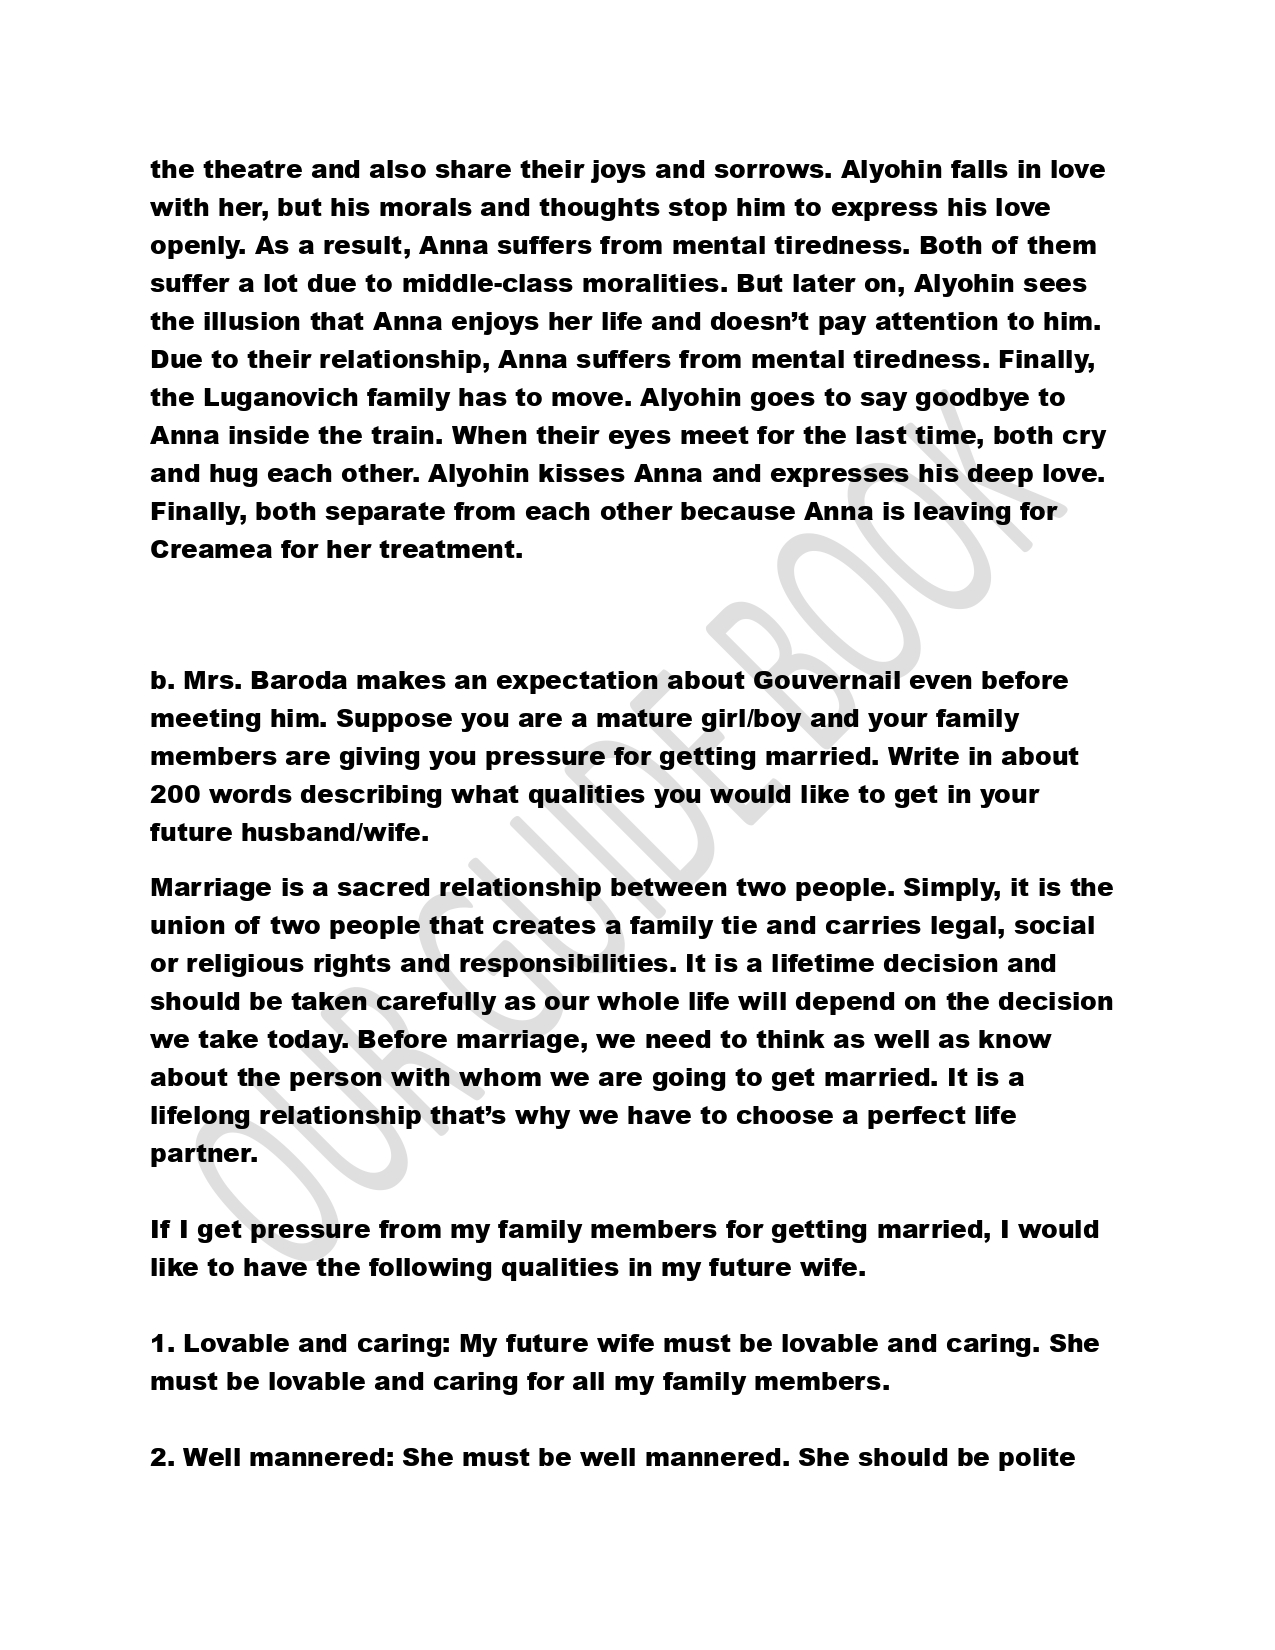 the theatre and also share their joys and sorrows. Alyohin falls in love
with her, but his morals and thoughts stop him to express his love
openly. As a result, Anna suffers from mental tiredness. Both of them
suffer a lot due to middle-class moralities. But later on, Alyohin sees
the illusion that Anna enjoys her life and doesn’t pay attention to him.
Due to their relationship, Anna suffers from mental tiredness. Finally,
the Luganovich family has to move. Alyohin goes to say goodbye to
Anna inside the train. When their eyes meet for the last time, both cry
and hug each other. Alyohin kisses Anna and expresses his deep love.
Finally, both separate from each other because Anna is leaving for
Creamea for her treatment.
b. Mrs. Baroda makes an expectation about Gouvernail even before
meeting him. Suppose you are a mature girl/boy and your family
members are giving you pressure for getting married. Write in about
200 words describing what qualities you would like to get in your
future husband/wife.
Marriage is a sacred relationship between two people. Simply, it is the
union of two people that creates a family tie and carries legal, social
or religious rights and responsibilities. It is a lifetime decision and
should be taken carefully as our whole life will depend on the decision
we take today. Before marriage, we need to think as well as know
about the person with whom we are going to get married. It is a
lifelong relationship that’s why we have to choose a perfect life
partner.
If I get pressure from my family members for getting married, I would
like to have the following qualities in my future wife.
1. Lovable and caring: My future wife must be lovable and caring. She
must be lovable and caring for all my family members.
2. Well mannered: She must be well mannered. She should be polite
OUR GUIDE BOOK